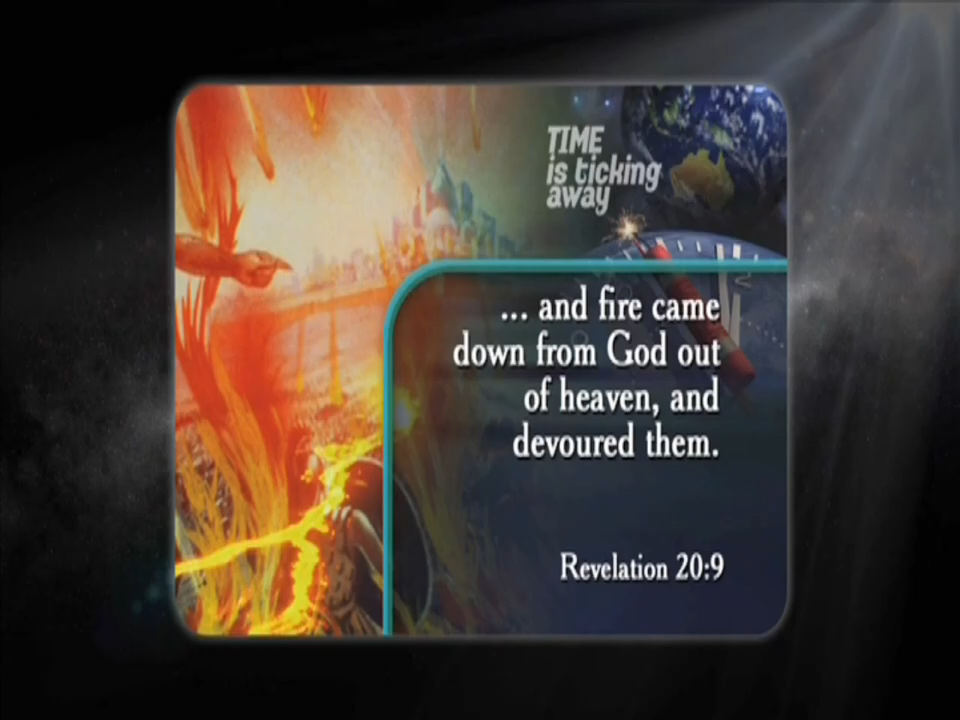 TIME
is ticking
away
... and fire came
down from God out
of heaven, and
devoured them.
Revelation 20:9